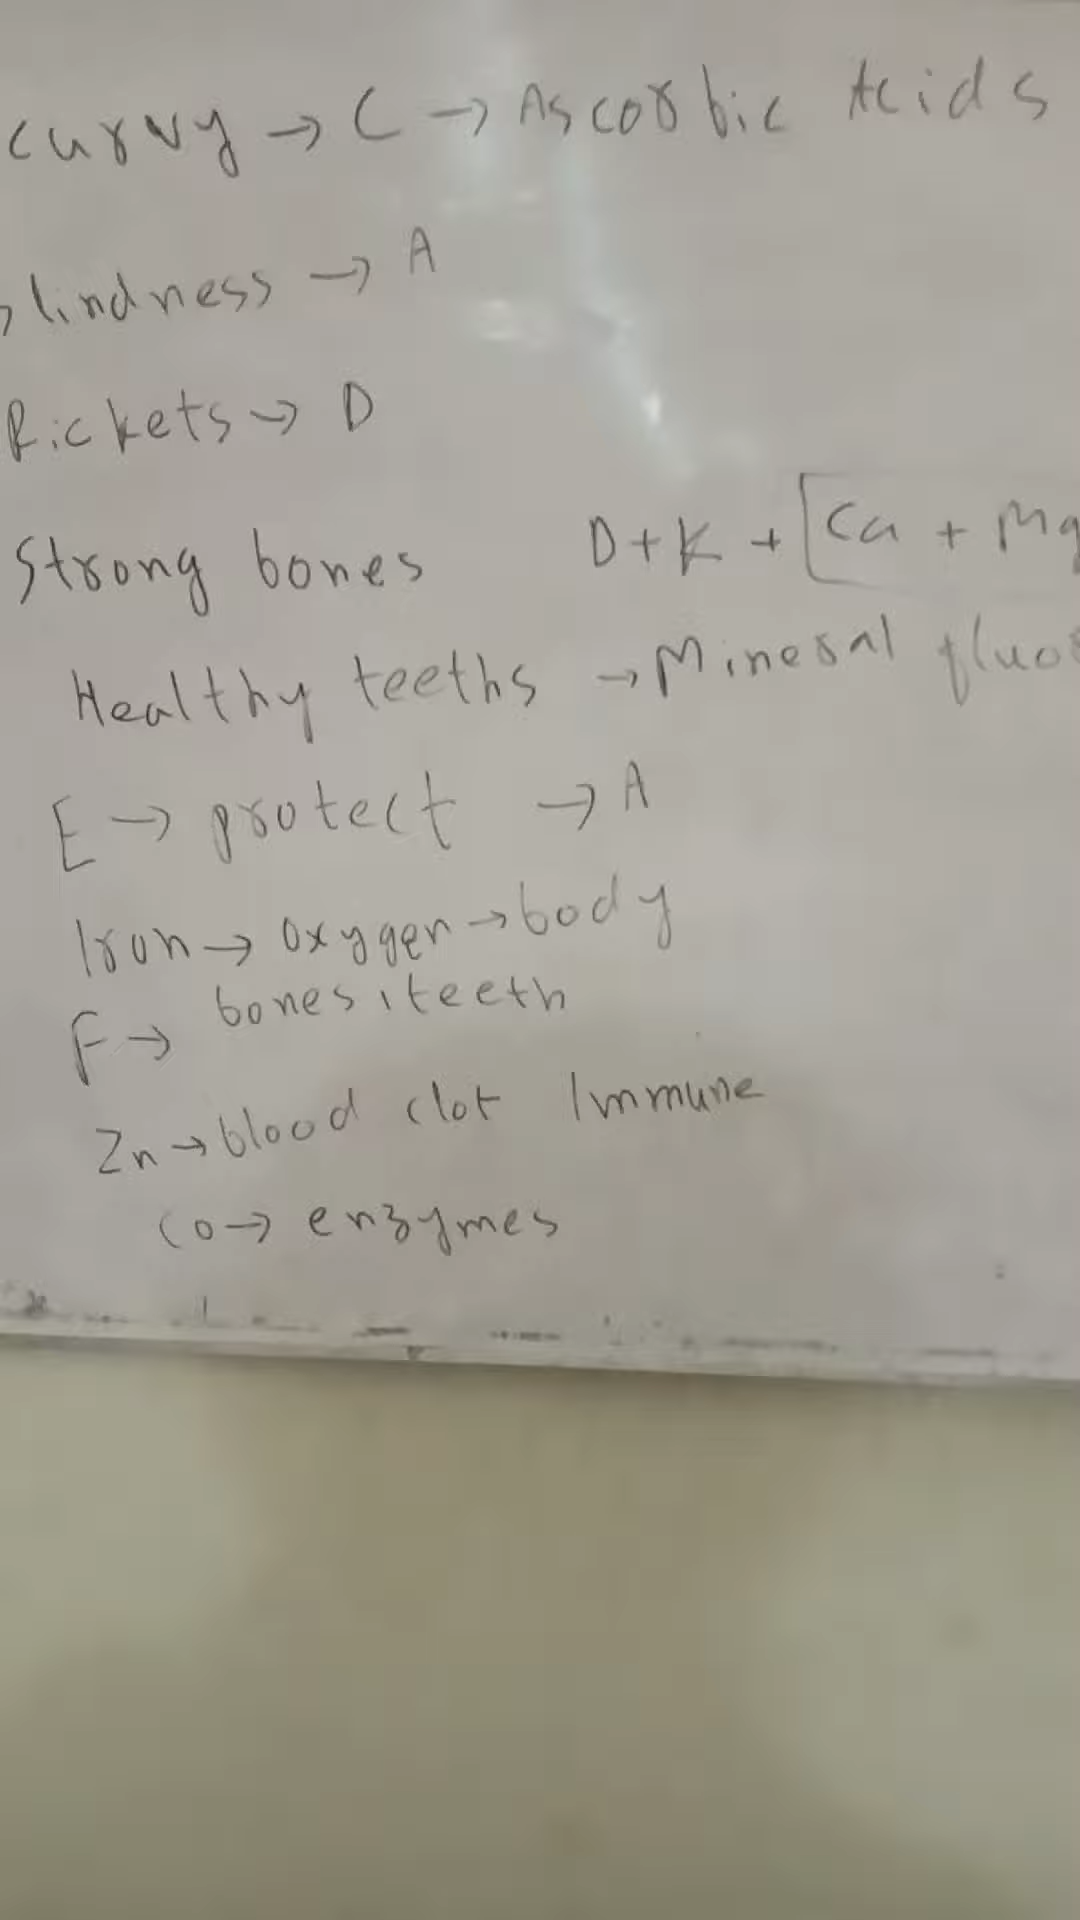 curvy → C → Ascorbic Acids
lindness → A
Rickets → D
Strong bones D + K + [Ca + Mg
Healthy teeths → Mineral fluor
E → protect → A
Iron → oxygen → body
F → bones, teeth
Zn → blood clot Immune
Co → enzymes